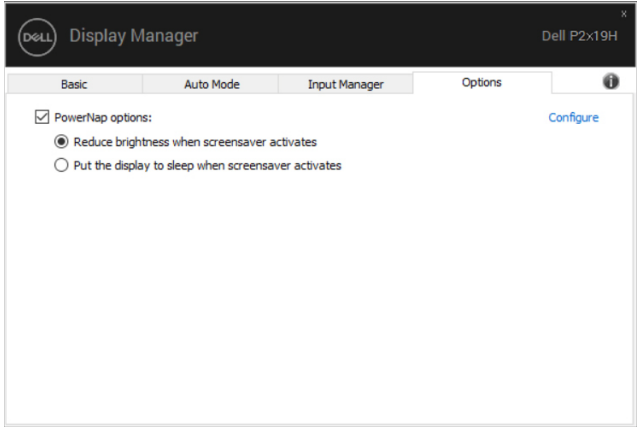 x
DELL Display Manager Dell P2x19H
Basic Auto Mode Input Manager Options
PowerNap options: Configure
Reduce brightness when screensaver activates
Put the display to sleep when screensaver activates